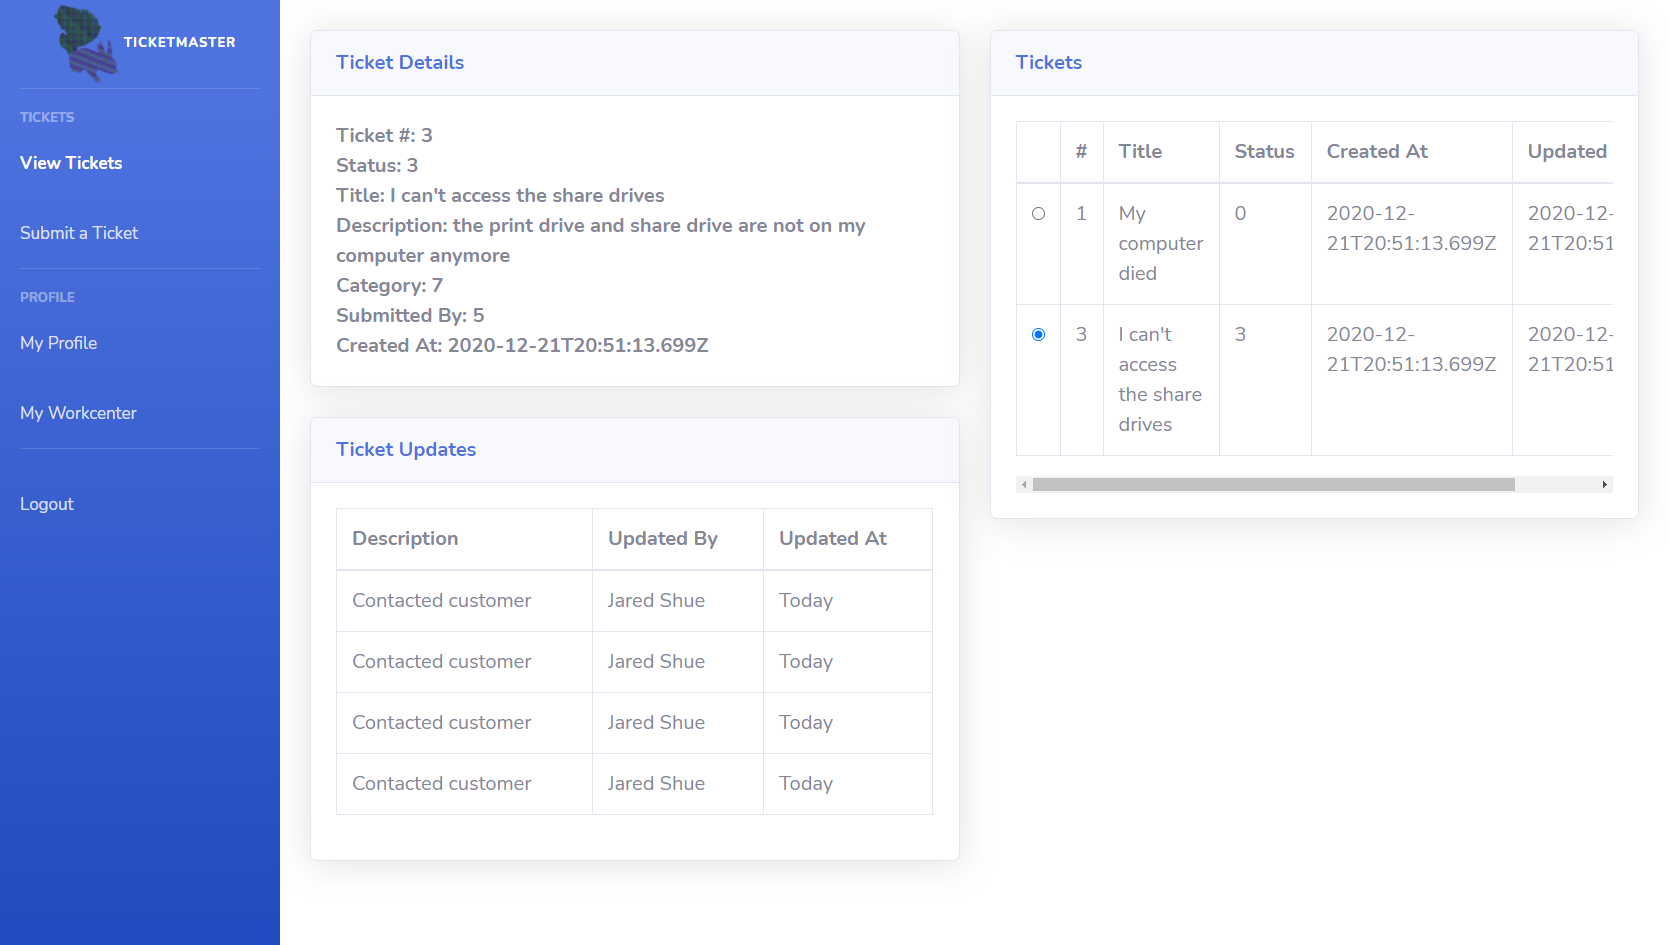 TICKETMASTER
TICKETS
View Tickets
Submit a Ticket
PROFILE
My Profile
My Workcenter
Logout
Ticket Details
Ticket #: 3
Status: 3
Title: I can't access the share drives
Description: the print drive and share drive are not on my
computer anymore
Category: 7
Submitted By: 5
Created At: 2020-12-21T20:51:13.699Z
Ticket Updates
Description Updated By Updated At
Contacted customer Jared Shue Today
Contacted customer Jared Shue Today
Contacted customer Jared Shue Today
Contacted customer Jared Shue Today
Tickets
# Title Status Created At Updated
1 My 0 2020-12- 2020-12-
computer 21T20:51:13.699Z 21T20:51
died
3 I can't 3 2020-12- 2020-12-
access 21T20:51:13.699Z 21T20:51
the share
drives